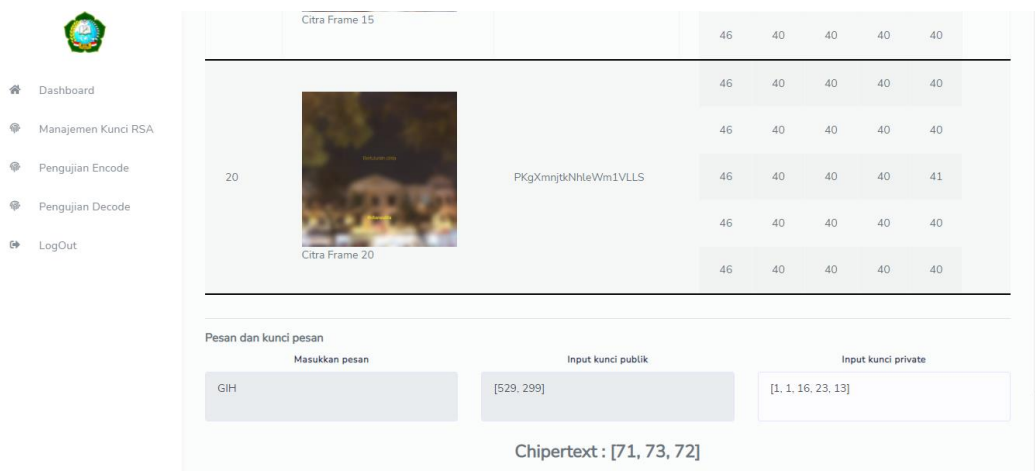 Dashboard
Manajemen Kunci RSA
Pengujian Encode
Pengujian Decode
LogOut
Citra Frame 15
46 40 40 40 40
20
Citra Frame 20
PKgXmnjtkNhleWm1VLLS
46 40 40 40 40
46 40 40 40 40
46 40 40 40 41
46 40 40 40 40
46 40 40 40 40
Pesan dan kunci pesan
Masukkan pesan
GIH
Input kunci publik
[529, 299]
Input kunci private
[1, 1, 16, 23, 13]
Chipertext : [71, 73, 72]